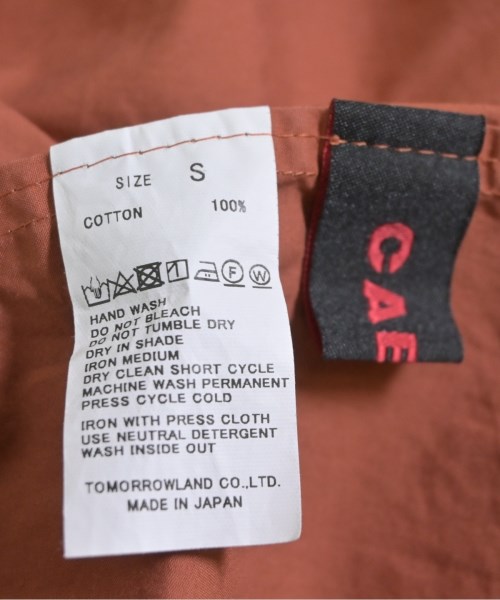 SIZE S
COTTON 100%
F W
HAND WASH
DO NOT BLEACH
DO NOT TUMBLE DRY
DRY IN SHADE
IRON MEDIUM
DRY CLEAN SHORT CYCLE
MACHINE WASH PERMANENT
PRESS CYCLE COLD
IRON WITH PRESS CLOTH
USE NEUTRAL DETERGENT
WASH INSIDE OUT
TOMORROWLAND CO.,LTD.
MADE IN JAPAN
CAE